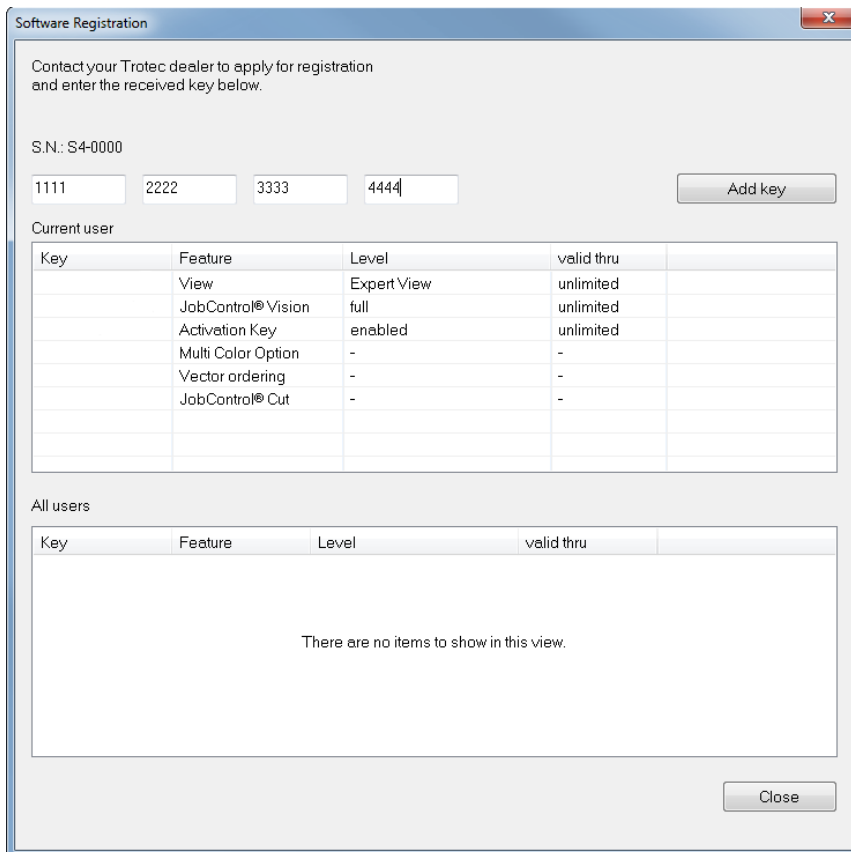 Software Registration
Contact your Trotec dealer to apply for registration
and enter the received key below.
S.N.: S4-0000
1111 2222 3333 4444 Add key
Current user
Key Feature Level valid thru
View Expert View unlimited
JobControl® Vision full unlimited
Activation Key enabled unlimited
Multi Color Option - -
Vector ordering - -
JobControl® Cut - -
All users
Key Feature Level valid thru
There are no items to show in this view.
Close